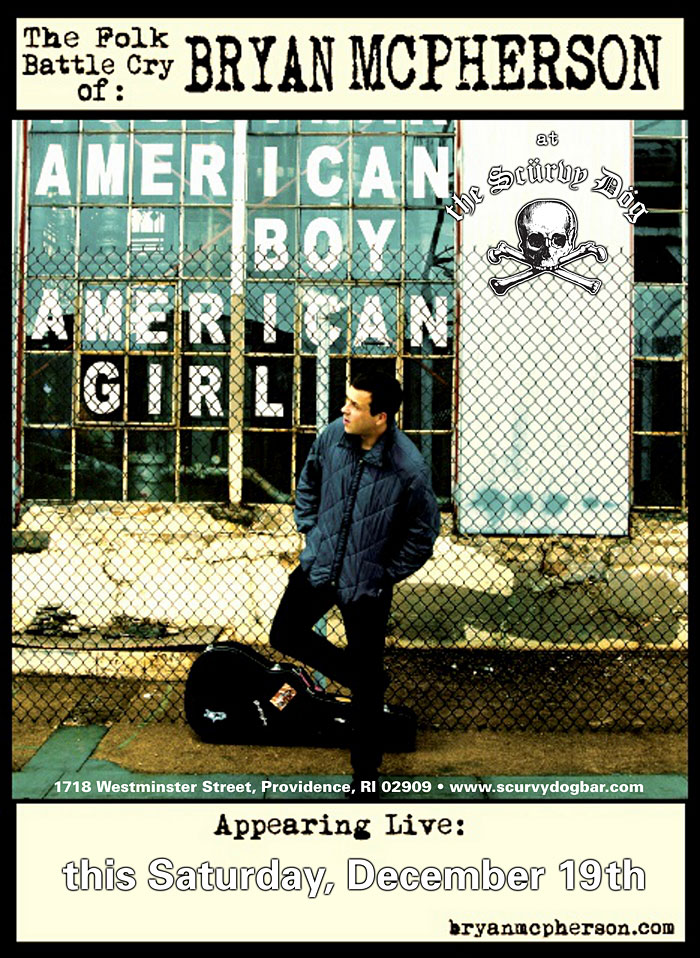 The Folk
Battle Cry
of:
BRYAN MCPHERSON
AMERICAN
BOY
AMERICAN
GIRL
at
the Scürvy Dög
1718 Westminster Street, Providence, RI 02909 • www.scurvydogbar.com
Appearing Live:
this Saturday, December 19th
bryanmcpherson.com